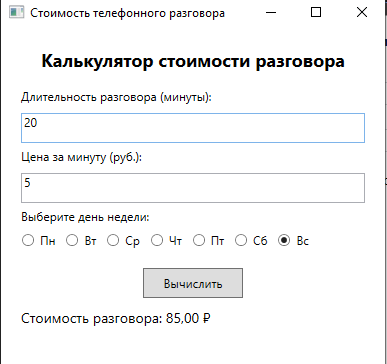 Стоимость телефонного разговора
Калькулятор стоимости разговора
Длительность разговора (минуты):
20
Цена за минуту (руб.):
5
Выберите день недели:
Пн Вт Ср Чт Пт Сб Вс
Вычислить
Стоимость разговора: 85,00 ₽